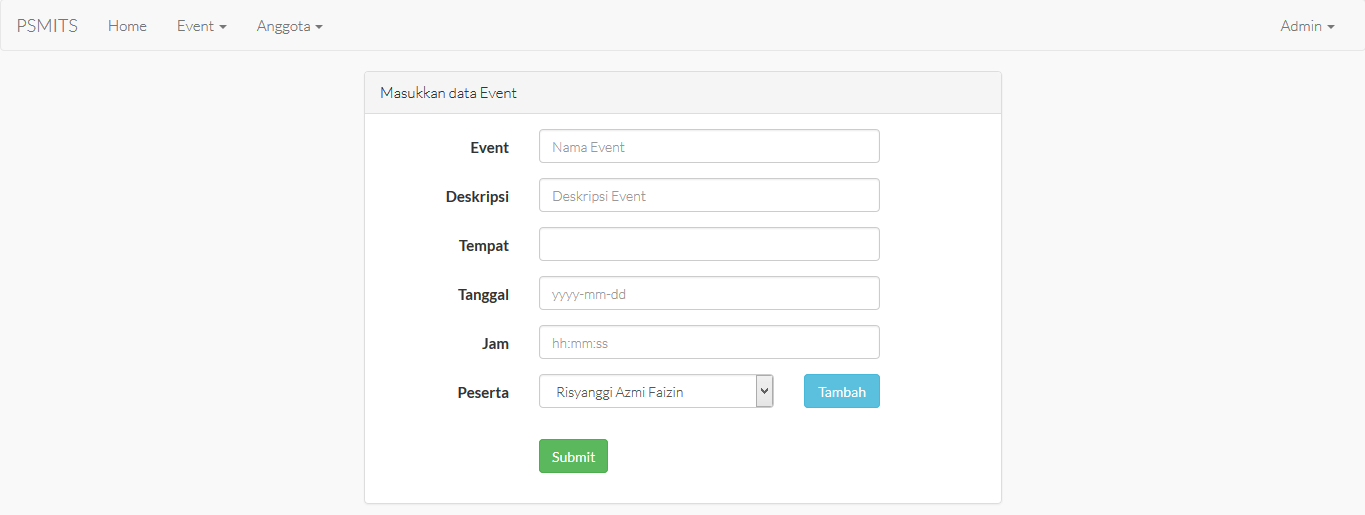 PSMITS Home Event Anggota Admin
Masukkan data Event
Event Nama Event
Deskripsi Deskripsi Event
Tempat
Tanggal yyyy-mm-dd
Jam hh:mm:ss
Peserta Risyanggi Azmi Faizin Tambah
Submit